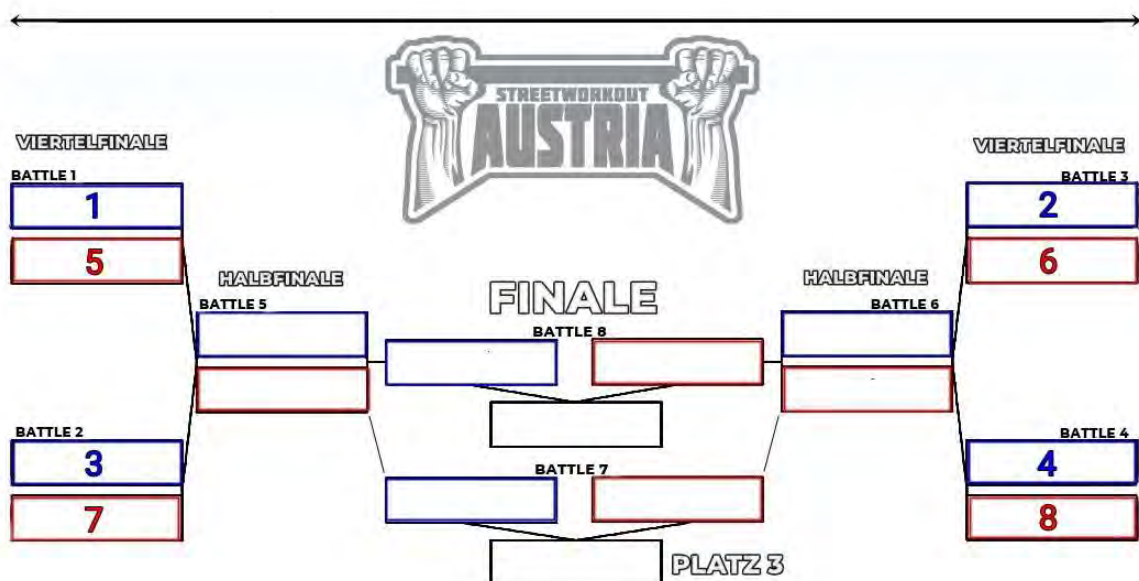 STREETWORKOUT
AUSTRIA
VIERTELFINALE
VIERTELFINALE
BATTLE 1
BATTLE 3
1
2
5
6
HALBFINALE
FINALE
HALBFINALE
BATTLE 5
BATTLE 6
BATTLE 8
BATTLE 2
BATTLE 4
3
4
BATTLE 7
7
8
PLATZ 3